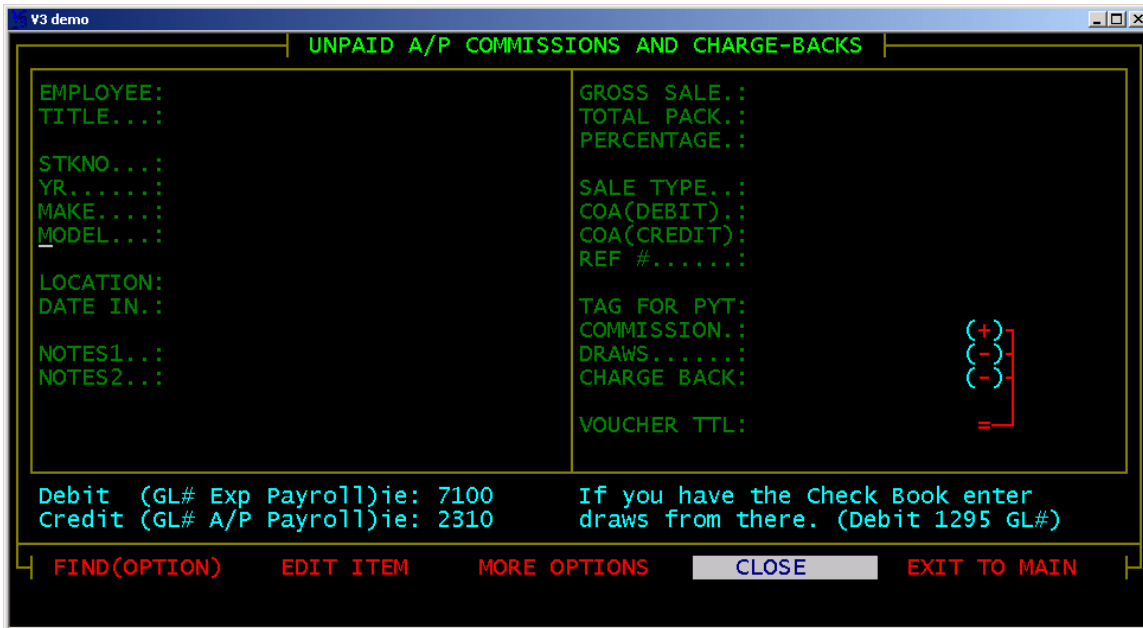 V3 demo
UNPAID A/P COMMISSIONS AND CHARGE-BACKS
EMPLOYEE:
TITLE...:
STKNO...:
YR......:
MAKE....:
MODEL...:
LOCATION:
DATE IN.:
NOTES1..:
NOTES2..:
GROSS SALE.:
TOTAL PACK.:
PERCENTAGE.:
SALE TYPE..:
COA(DEBIT).:
COA(CREDIT):
REF #......:
TAG FOR PYT:
COMMISSION.: (+)
DRAWS......: (-)
CHARGE BACK: (-)
VOUCHER TTL: =
Debit (GL# Exp Payroll)ie: 7100
Credit (GL# A/P Payroll)ie: 2310
If you have the Check Book enter
draws from there. (Debit 1295 GL#)
FIND(OPTION) EDIT ITEM MORE OPTIONS CLOSE EXIT TO MAIN